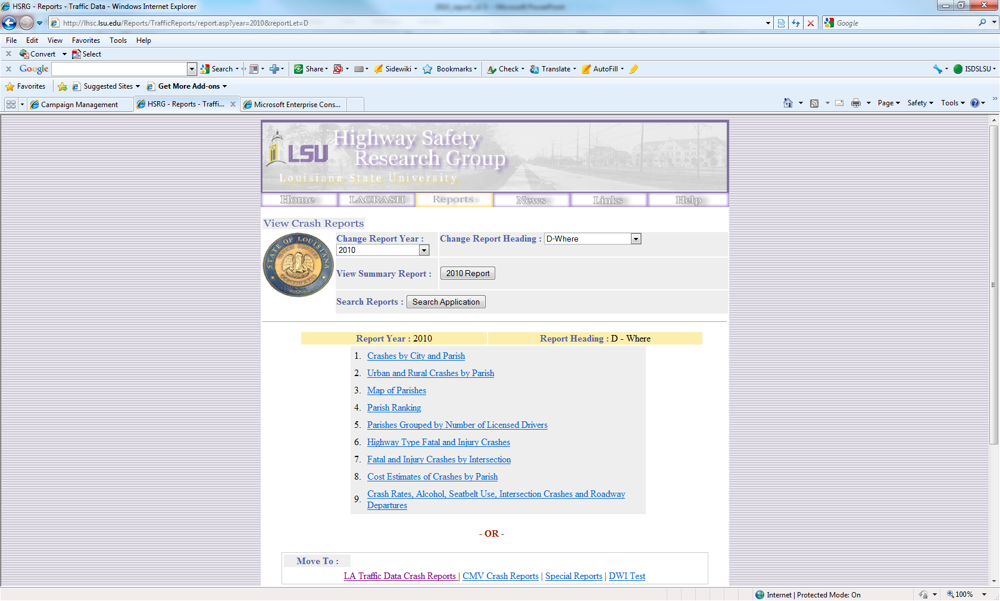 HSRG - Reports - Traffic Data - Windows Internet Explorer
http://lhsc.lsu.edu/Reports/TrafficReports/report.asp?year=2010&reportLet=D
Google
File Edit View Favorites Tools Help
x Convert Select
x Google Search Share Sidewiki Bookmarks Check Translate AutoFill ISDSLSU
Favorites Suggested Sites Get More Add-ons
Campaign Management HSRG - Reports - Traffi... x Microsoft Enterprise Cons... Page Safety Tools
LSU Highway Safety
Research Group
Louisiana State University
Home LACRASH Reports News Links Help
View Crash Reports
STATE OF LOUISIANA
Change Report Year : Change Report Heading : D-Where
2010
View Summary Report : 2010 Report
Search Reports : Search Application
Report Year : 2010 Report Heading : D - Where
1. Crashes by City and Parish
2. Urban and Rural Crashes by Parish
3. Map of Parishes
4. Parish Ranking
5. Parishes Grouped by Number of Licensed Drivers
6. Highway Type Fatal and Injury Crashes
7. Fatal and Injury Crashes by Intersection
8. Cost Estimates of Crashes by Parish
9. Crash Rates, Alcohol, Seatbelt Use, Intersection Crashes and Roadway
Departures
- OR -
Move To :
LA Traffic Data Crash Reports | CMV Crash Reports | Special Reports | DWI Test
Internet | Protected Mode: On 100%